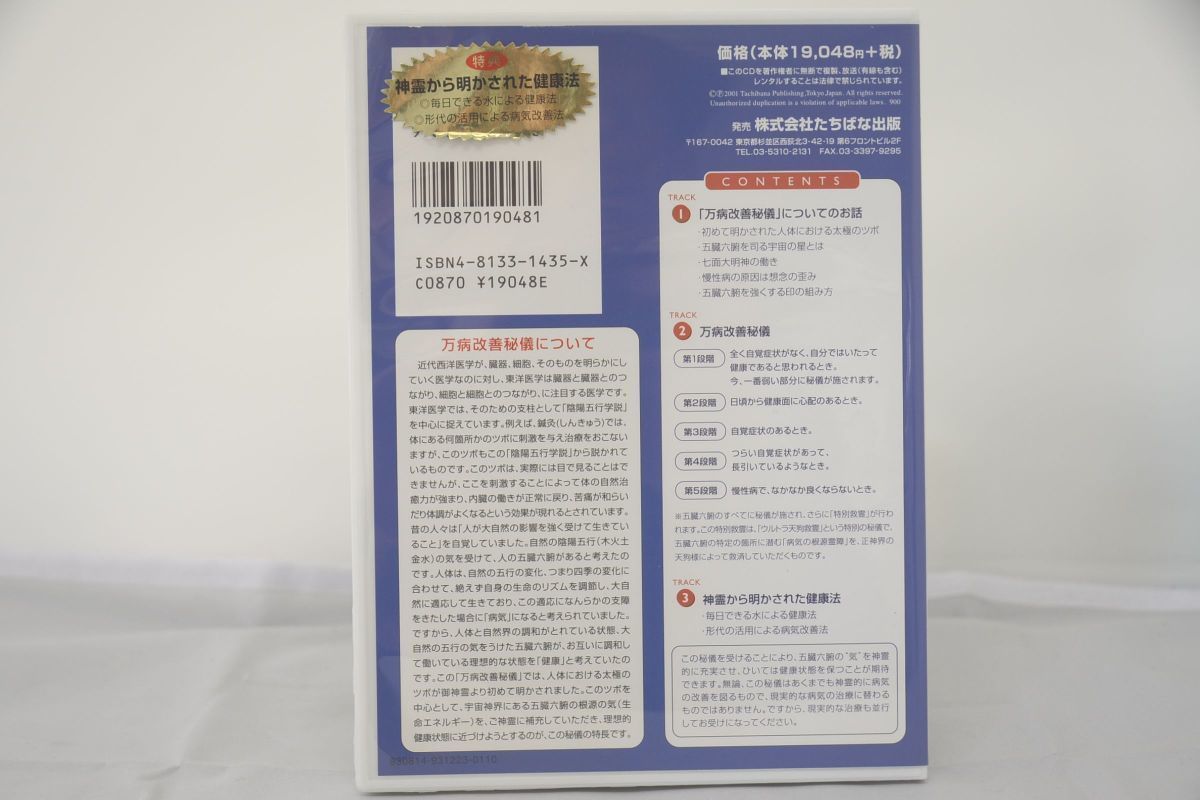 特典
神霊から明かされた健康法
◎毎日できる水による健康法
◎形代の活用による病気改善法
1920870190481
ISBN4-8133-1435-X
C0870 ¥19048E
価格(本体19,048円+税)
■このCDを著作権者に無断で複製、放送(有線も含む)
レンタルすることは法律で禁じられています。
©Ⓟ2001 Tachibana Publishing,Tokyo,Japan. All rights reserved.
Unauthorized duplication is a violation of applicable laws. 900
発売 株式会社たちばな出版
〒167-0042 東京都杉並区西荻北3-42-19 第6フロントビル2F
TEL.03-5310-2131 FAX.03-3397-9295
万病改善秘儀について
近代西洋医学が、臓器、細胞、そのものを明らかにし
ていく医学なのに対し、東洋医学は臓器と臓器とのつ
ながり、細胞と細胞とのつながり、に注目する医学です。
東洋医学では、そのための支柱として「陰陽五行学説」
を中心に捉えています。例えば、鍼灸(しんきゅう)では、
体にある何箇所かのツボに刺激を与え治療をおこない
ますが、このツボもこの「陰陽五行学説」から説かれて
いるものです。このツボは、実際には目で見ることはで
きませんが、ここを刺激することによって体の自然治
癒力が強まり、内臓の働きが正常に戻り、苦痛が和らい
だり体調がよくなるという効果が現れるとされています。
昔の人々は「人が大自然の影響を強く受けて生きてい
ること」を自覚していました。自然の陰陽五行(木火土
金水)の気を受けて、人の五臓六腑があると考えたの
です。人体は、自然の五行の変化、つまり四季の変化に
合わせて、絶えず自身の生命のリズムを調節し、大自
然に適応して生きており、この適応になんらかの支障
をきたした場合に「病気」になると考えられていました。
ですから、人体と自然界の調和がとれている状態、大
自然の五行の気をうけた五臓六腑が、お互いに調和し
て働いている理想的な状態を「健康」と考えていたの
です。この「万病改善秘儀」では、人体における太極の
ツボが御神霊より初めて明かされました。このツボを
中心として、宇宙神界にある五臓六腑の根源の気(生
命エネルギー)を、ご神霊に補充していただき、理想的
健康状態に近づけようとするのが、この秘儀の特長です。
930814-931223-0110
CONTENTS
TRACK
1 「万病改善秘儀」についてのお話
・初めて明かされた人体における太極のツボ
・五臓六腑を司る宇宙の星とは
・七面大明神の働き
・慢性病の原因は想念の歪み
・五臓六腑を強くする印の組み方
TRACK
2 万病改善秘儀
第1段階 全く自覚症状がなく、自分ではいたって
健康であると思われるとき。
今、一番弱い部分に秘儀が施されます。
第2段階 日頃から健康面に心配のあるとき。
第3段階 自覚症状のあるとき。
第4段階 つらい自覚症状があって、
長引いているようなとき。
第5段階 慢性病で、なかなか良くならないとき。
※五臓六腑のすべてに秘儀が施され、さらに「特別救霊」が行わ
れます。この特別救霊は、「ウルトラ天狗救霊」という特別の秘儀で、
五臓六腑の特定の箇所に潜む「病気の根源霊障」を、正神界の
天狗様によって救済していただくものです。
TRACK
3 神霊から明かされた健康法
・毎日できる水による健康法
・形代の活用による病気改善法
この秘儀を受けることにより、五臓六腑の“気”を神霊
的に充実させ、ひいては健康状態を保つことが期待
できます。無論、この秘儀はあくまでも神霊的に病気
の改善を図るもので、現実的な病気の治療に替わる
ものではありません。ですから、現実的な治療も並行
してお受けになってください。